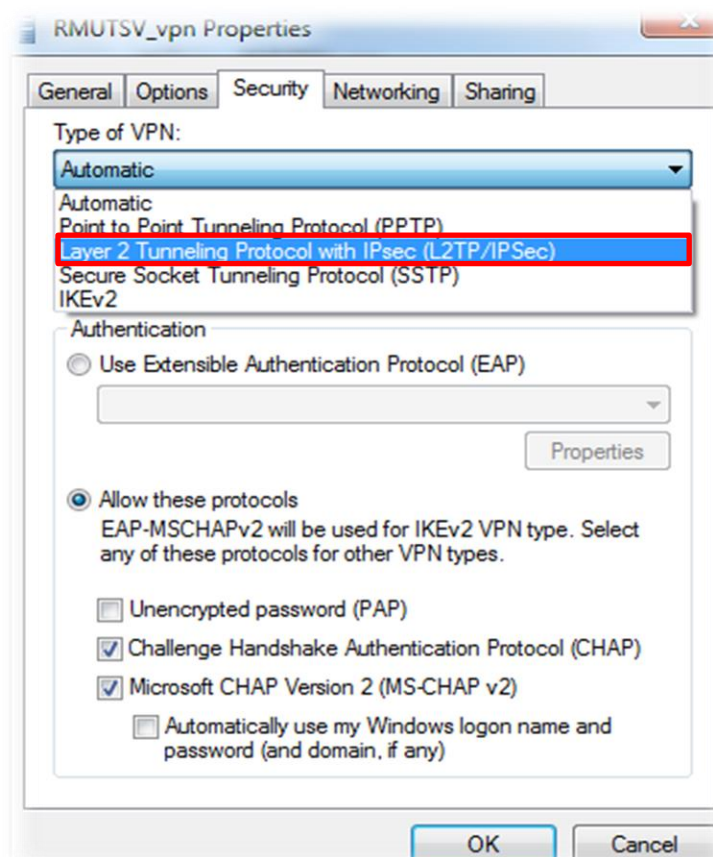 RMUTSV_vpn Properties
General Options Security Networking Sharing
Type of VPN:
Automatic
Automatic
Point to Point Tunneling Protocol (PPTP)
Layer 2 Tunneling Protocol with IPsec (L2TP/IPSec)
Secure Socket Tunneling Protocol (SSTP)
IKEv2
Authentication
Use Extensible Authentication Protocol (EAP)
Properties
Allow these protocols
EAP-MSCHAPv2 will be used for IKEv2 VPN type. Select
any of these protocols for other VPN types.
Unencrypted password (PAP)
Challenge Handshake Authentication Protocol (CHAP)
Microsoft CHAP Version 2 (MS-CHAP v2)
Automatically use my Windows logon name and
password (and domain, if any)
OK Cancel